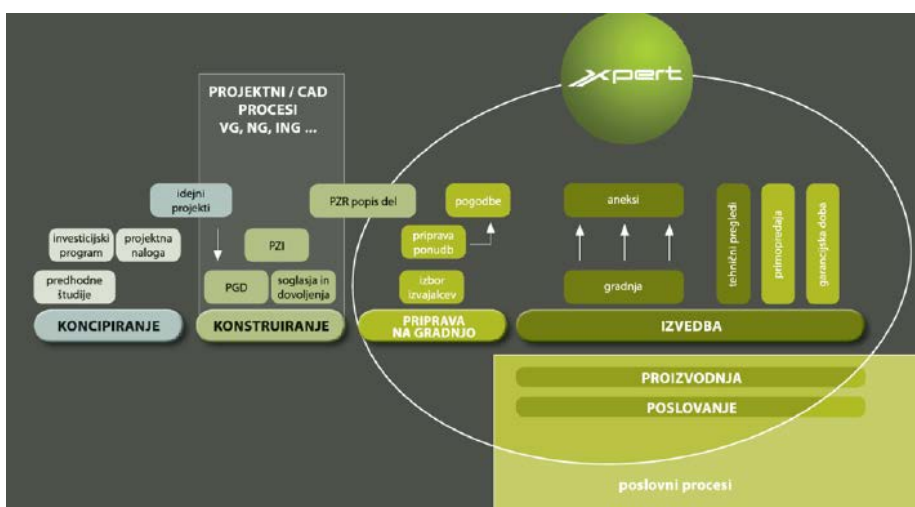 xpert
PROJEKTNI / CAD
PROCESI
VG, NG, ING ...
idejni
projekti
PZR popis del
pogodbe
aneksi
tehnični pregledi
primopredaja
garancijska doba
investicijski
program
projektna
naloga
PZI
priprava
ponudb
predhodne
študije
PGD
soglasja in
dovoljenja
izbor
izvajalcev
gradnja
KONCIPIRANJE
KONSTRUIRANJE
PRIPRAVA
NA GRADNJO
IZVEDBA
PROIZVODNJA
POSLOVANJE
poslovni procesi